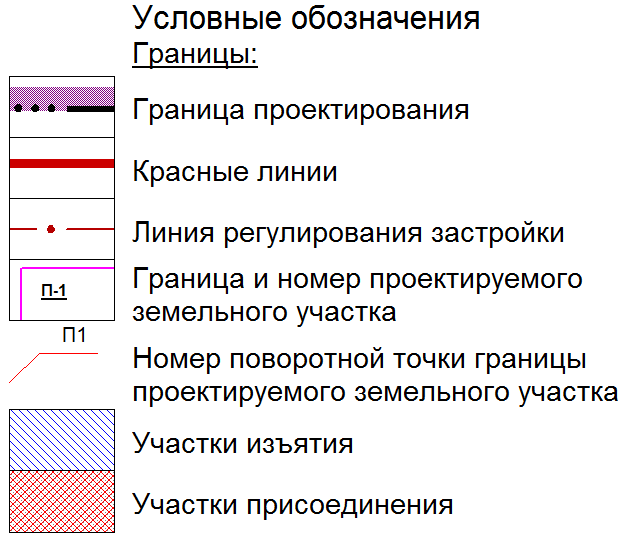 Условные обозначения
Границы:
Граница проектирования
Красные линии
Линия регулирования застройки
П-1
Граница и номер проектируемого
земельного участка
П1
Номер поворотной точки границы
проектируемого земельного участка
Участки изъятия
Участки присоединения